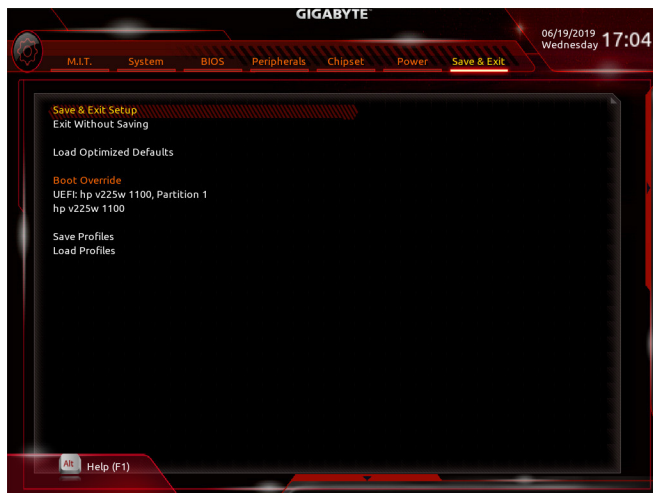 GIGABYTE™
06/19/2019
Wednesday
17:04
M.I.T. System BIOS Peripherals Chipset Power Save & Exit
Save & Exit Setup
Exit Without Saving
Load Optimized Defaults
Boot Override
UEFI: hp v225w 1100, Partition 1
hp v225w 1100
Save Profiles
Load Profiles
Alt Help (F1)